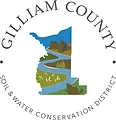 GILLIAM COUNTY
SOIL & WATER CONSERVATION DISTRICT